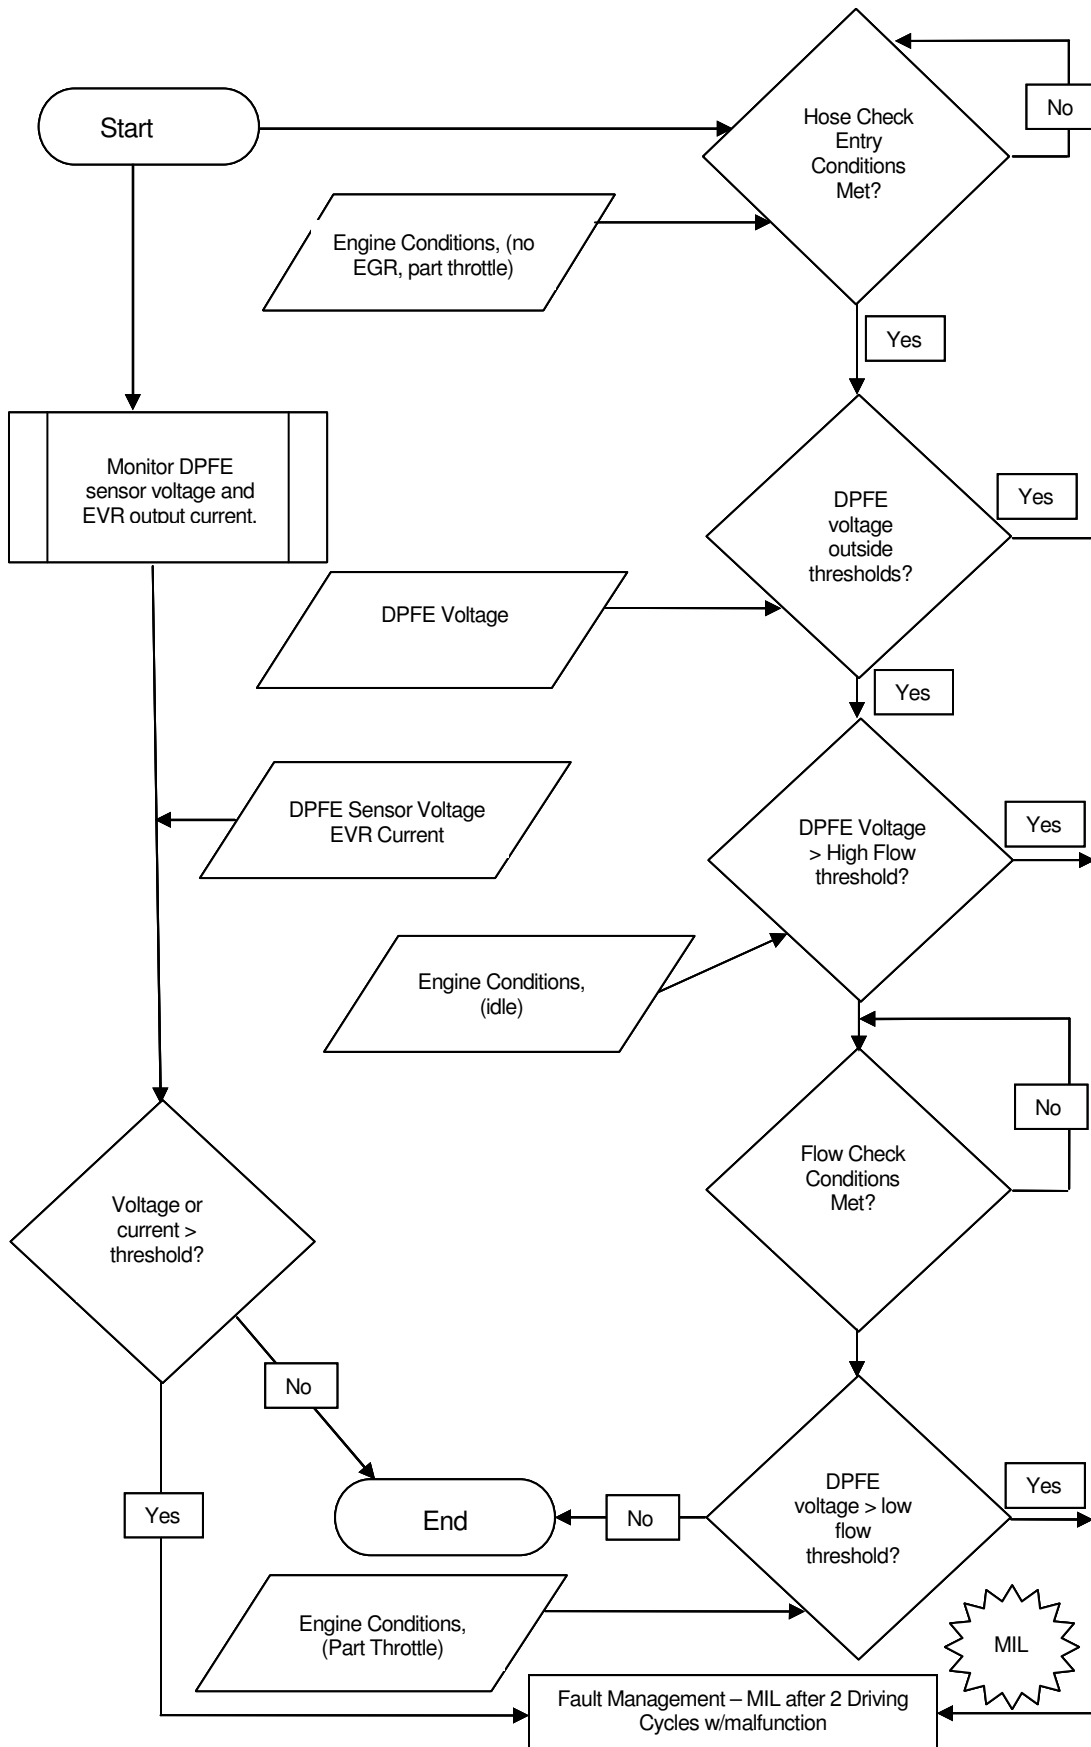 Start
Hose Check
Entry
Conditions
Met?
No
Engine Conditions, (no
EGR, part throttle)
Yes
Monitor DPFE
sensor voltage and
EVR output current.
DPFE
voltage
outside
thresholds?
Yes
DPFE Voltage
Yes
DPFE Sensor Voltage
EVR Current
DPFE Voltage
> High Flow
threshold?
Yes
Engine Conditions,
(idle)
No
Flow Check
Conditions
Met?
Voltage or
current >
threshold?
No
DPFE
voltage > low
flow
threshold?
Yes
Yes
End
No
Engine Conditions,
(Part Throttle)
MIL
Fault Management – MIL after 2 Driving
Cycles w/malfunction